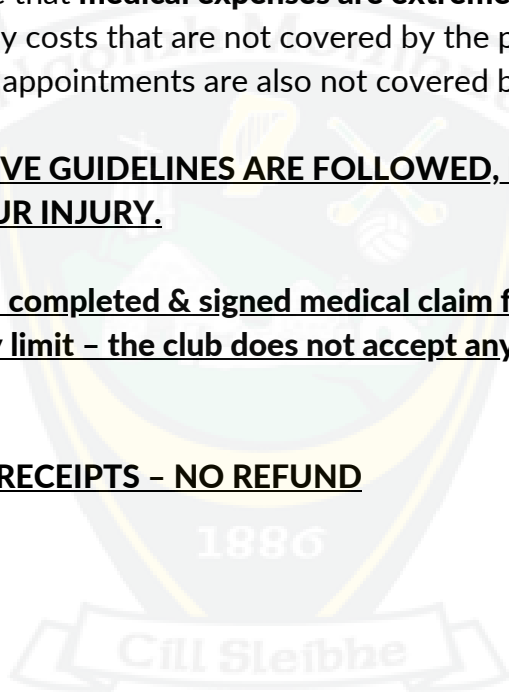 that medical expenses are extreme
y costs that are not covered by the p
appointments are also not covered b
VE GUIDELINES ARE FOLLOWED,
UR INJURY.
completed & signed medical claim f
limit – the club does not accept any
RECEIPTS – NO REFUND
1886
Cill Sleibhe